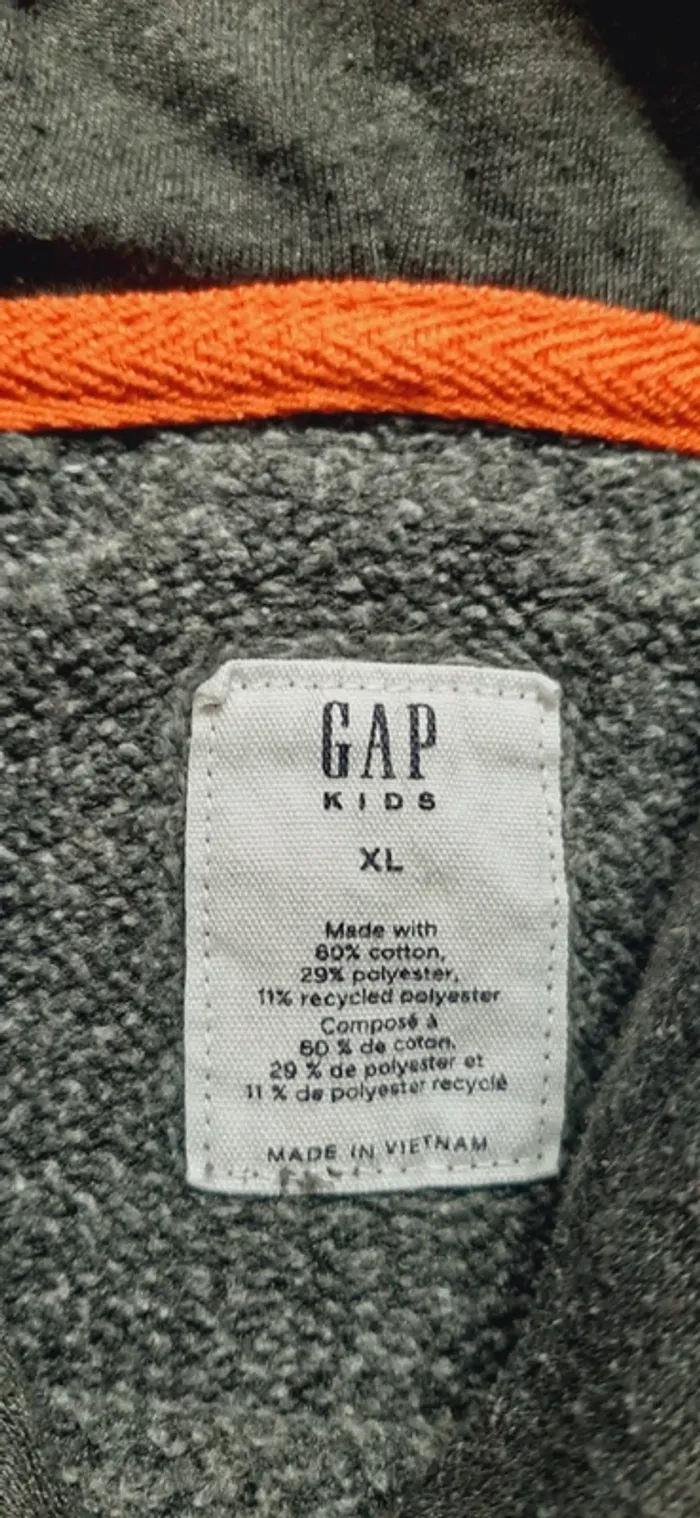 GAP
KIDS
XL
Made with
60% cotton,
29% polyester,
11% recycled polyester
Composé à
60 % de coton,
29 % de polyester et
11 % de polyester recyclé
MADE IN VIETNAM